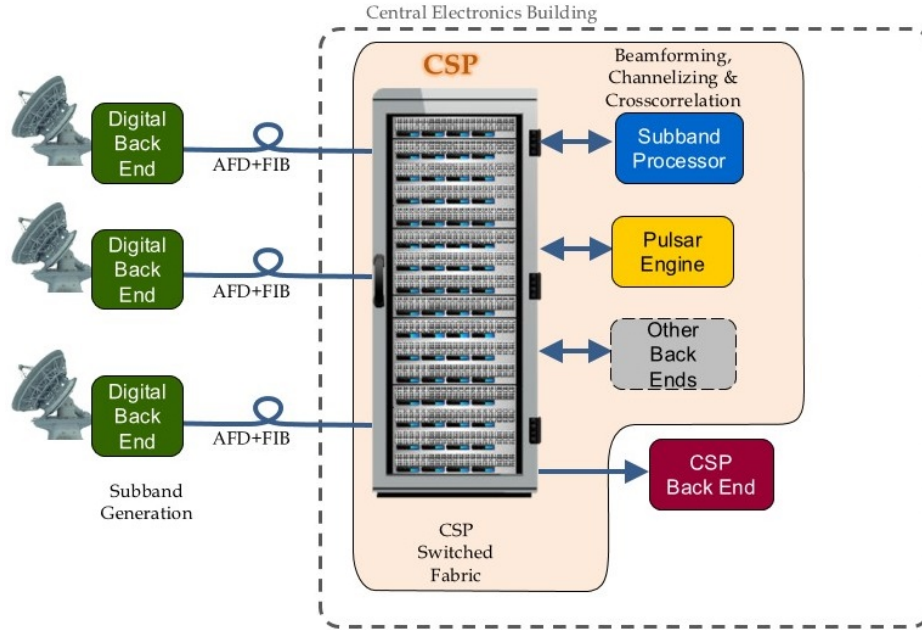 Central Electronics Building
CSP
Beamforming,
Channelizing &
Crosscorrelation
Digital
Back
End
AFD+FIB
Subband
Processor
Digital
Back
End
AFD+FIB
Pulsar
Engine
Other
Back
Ends
Digital
Back
End
AFD+FIB
CSP
Back End
Subband
Generation
CSP
Switched
Fabric